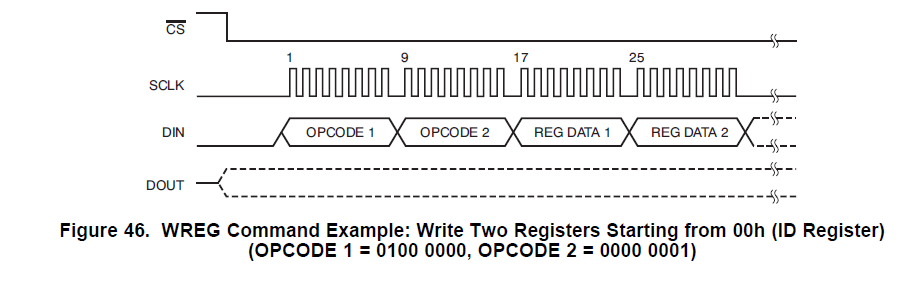 CS
1 9 17 25
SCLK
DIN OPCODE 1 OPCODE 2 REG DATA 1 REG DATA 2
DOUT
Figure 46. WREG Command Example: Write Two Registers Starting from 00h (ID Register)
(OPCODE 1 = 0100 0000, OPCODE 2 = 0000 0001)